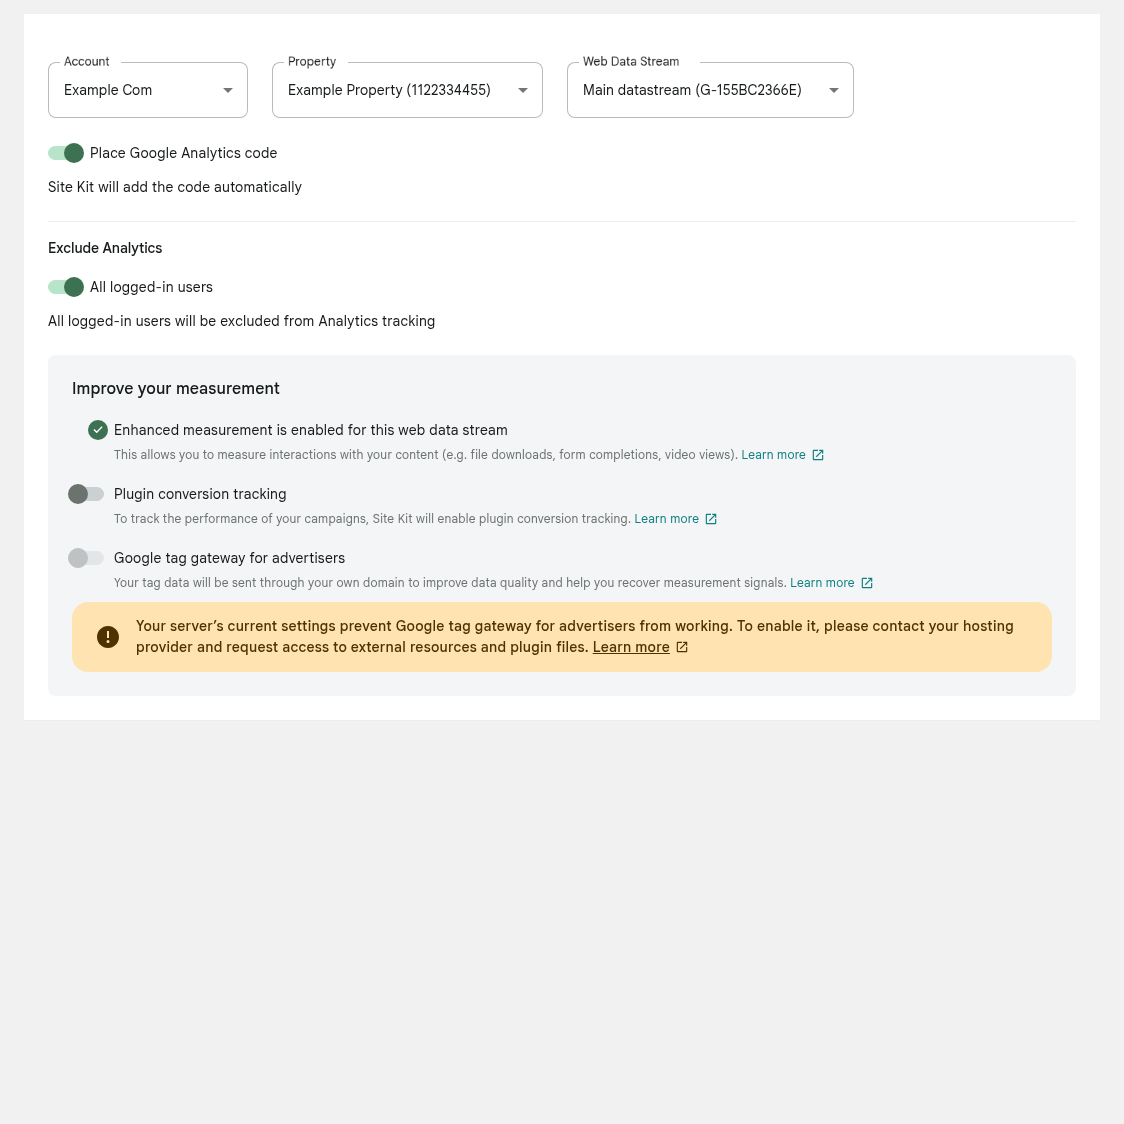 Account
Property
Web Data Stream
Example Com
Example Property (1122334455)
Main datastream (G-155BC2366E)
Place Google Analytics code
Site Kit will add the code automatically
Exclude Analytics
All logged-in users
All logged-in users will be excluded from Analytics tracking
Improve your measurement
Enhanced measurement is enabled for this web data stream
This allows you to measure interactions with your content (e.g. file downloads, form completions, video views). Learn more
Plugin conversion tracking
To track the performance of your campaigns, Site Kit will enable plugin conversion tracking. Learn more
Google tag gateway for advertisers
Your tag data will be sent through your own domain to improve data quality and help you recover measurement signals. Learn more
Your server’s current settings prevent Google tag gateway for advertisers from working. To enable it, please contact your hosting
provider and request access to external resources and plugin files. Learn more